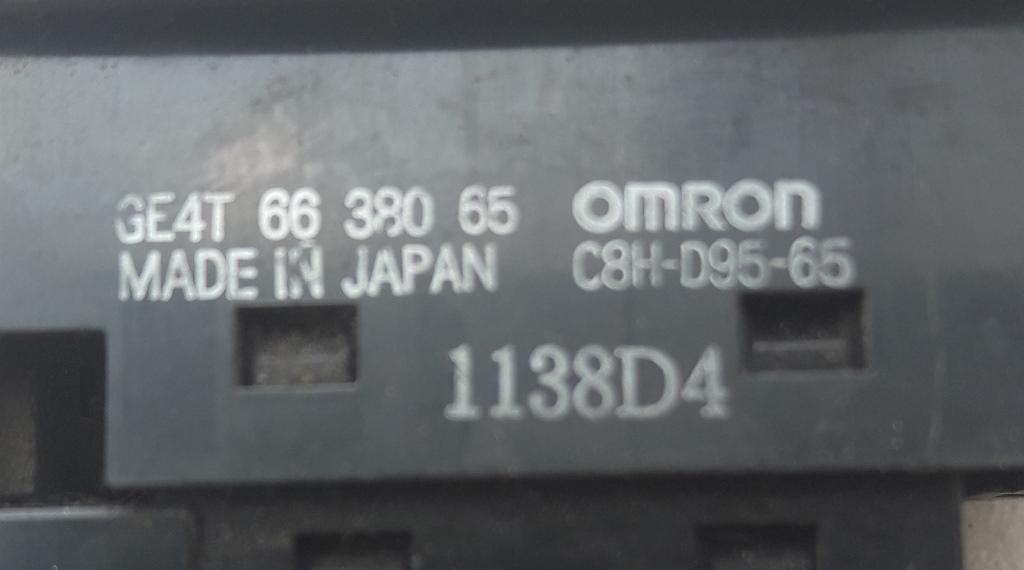 GE4T 66 380 65 OMRON
MADE IN JAPAN C8H-D95-65
1138D4